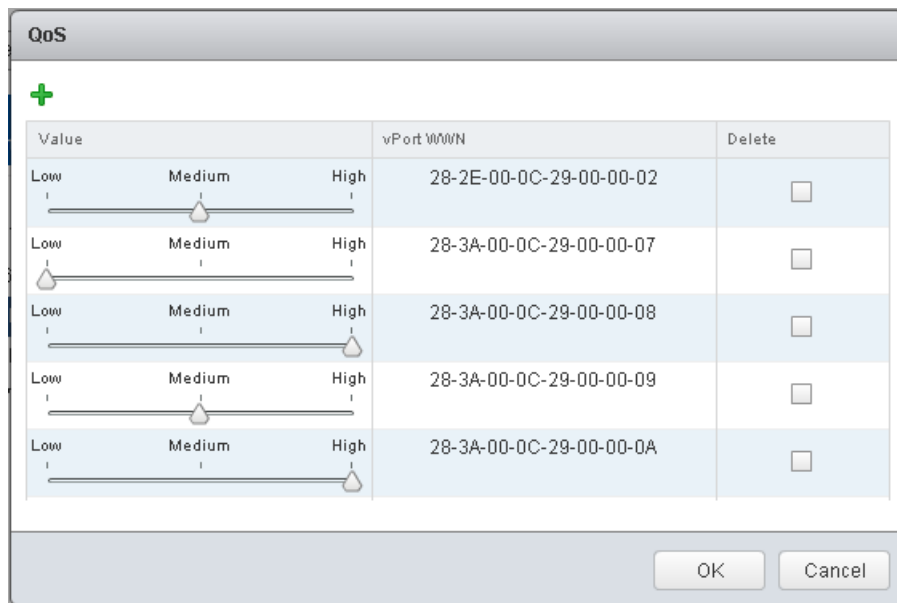 QoS
Value vPort WWN Delete
Low Medium High 28-2E-00-0C-29-00-00-02
Low Medium High 28-3A-00-0C-29-00-00-07
Low Medium High 28-3A-00-0C-29-00-00-08
Low Medium High 28-3A-00-0C-29-00-00-09
Low Medium High 28-3A-00-0C-29-00-00-0A
OK Cancel